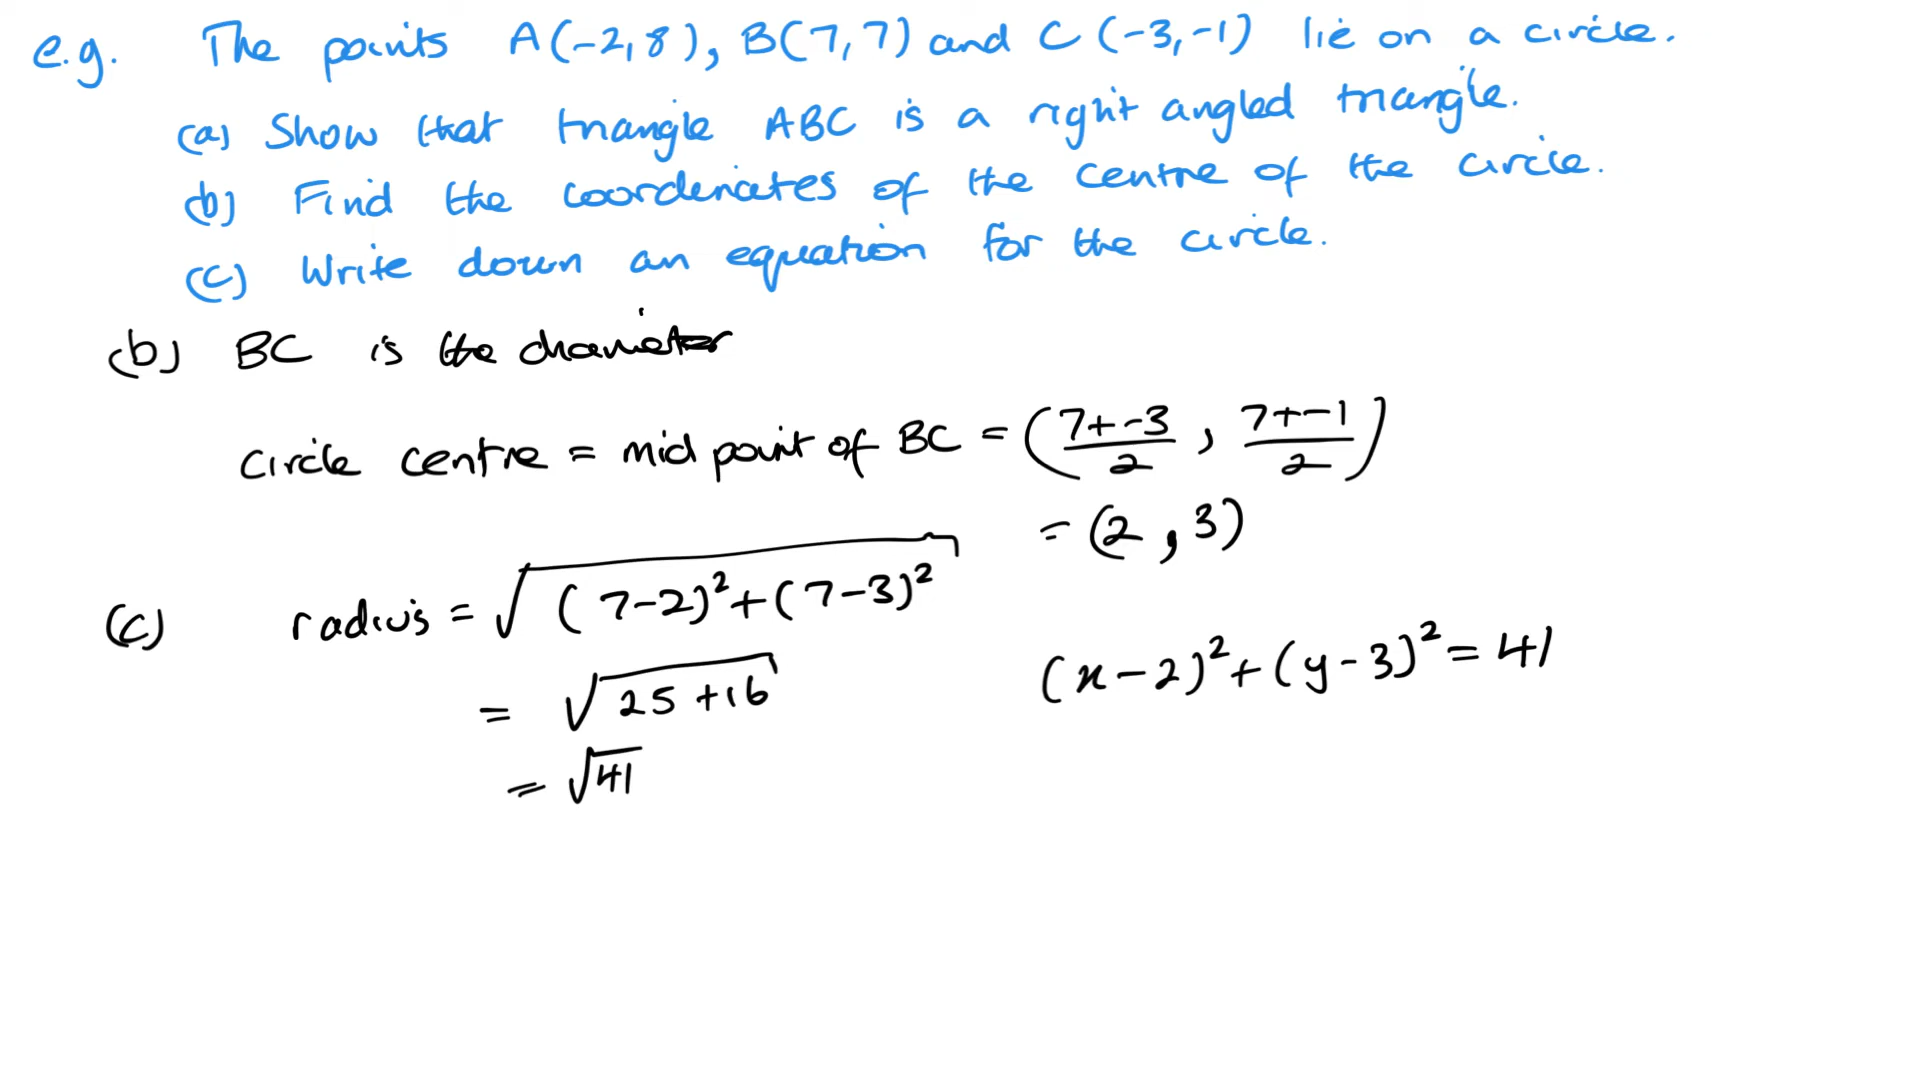 e.g. The points A(-2,8), B(7,7) and C(-3,-1) lie on a circle.
(a) Show that triangle ABC is a right angled triangle.
(b) Find the coordinates of the centre of the circle.
(c) Write down an equation for the circle.
(b) BC is the diameter
circle centre = mid point of BC = ((7+-3)/2, (7+-1)/2)
= (2, 3)
(c) radius = √((7-2)²+(7-3)²)
= √(25+16)
(x-2)²+(y-3)²=41
= √41